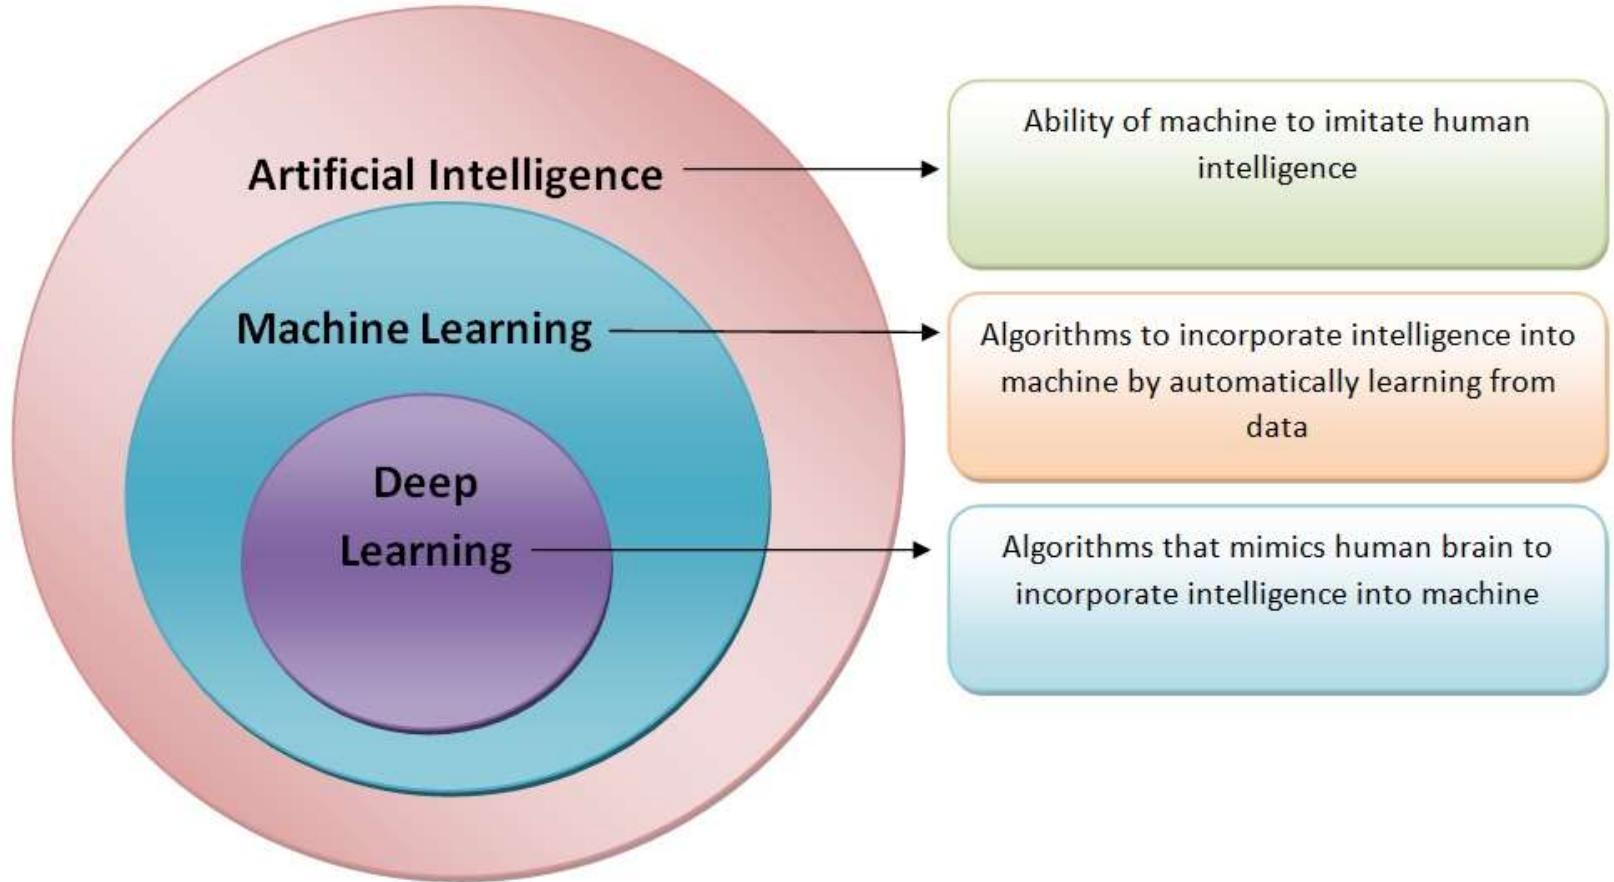 Artificial Intelligence
Ability of machine to imitate human
intelligence
Machine Learning
Algorithms to incorporate intelligence into
machine by automatically learning from
data
Deep
Learning
Algorithms that mimics human brain to
incorporate intelligence into machine